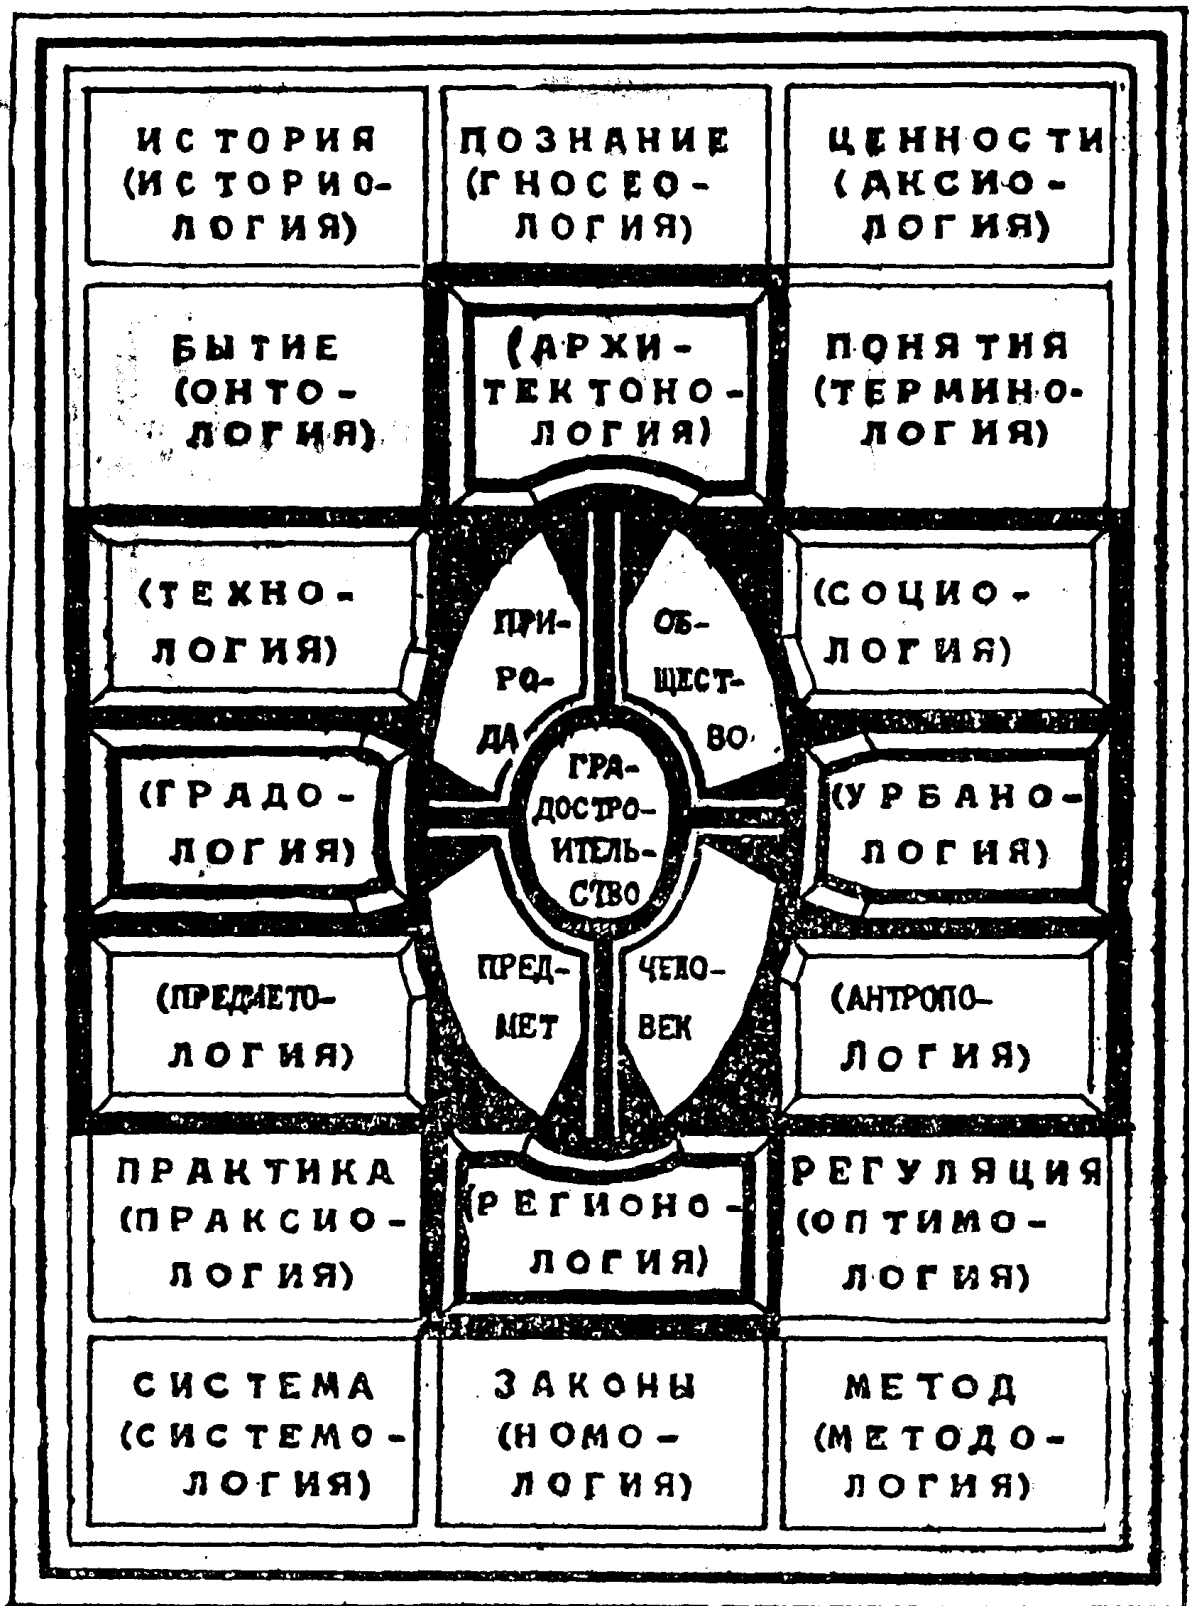 ИСТОРИЯ
(ИСТОРИО-
ЛОГИЯ)
ПОЗНАНИЕ
(ГНОСЕО-
ЛОГИЯ)
ЦЕННОСТИ
(АКСИО-
ЛОГИЯ)
БЫТИЕ
(ОНТО-
ЛОГИЯ)
(АРХИ-
ТЕКТОНО-
ЛОГИЯ)
ПОНЯТИЯ
(ТЕРМИНО-
ЛОГИЯ)
(ТЕХНО-
ЛОГИЯ)
ПРИ-
РО-
ДА
ОБ-
ЩЕСТ-
ВО
(СОЦИО-
ЛОГИЯ)
(ГРАДО-
ЛОГИЯ)
ГРА-
ДОСТРО-
ИТЕЛЬ-
СТВО
(УРБАНО-
ЛОГИЯ)
(ПРЕДМЕТО-
ЛОГИЯ)
ПРЕД-
МЕТ
ЧЕЛО-
ВЕК
(АНТРОПО-
ЛОГИЯ)
ПРАКТИКА
(ПРАКСИО-
ЛОГИЯ)
(РЕГИОНО-
ЛОГИЯ)
РЕГУЛЯЦИЯ
(ОПТИМО-
ЛОГИЯ)
СИСТЕМА
(СИСТЕМО-
ЛОГИЯ)
ЗАКОНЫ
(НОМО-
ЛОГИЯ)
МЕТОД
(МЕТОДО-
ЛОГИЯ)